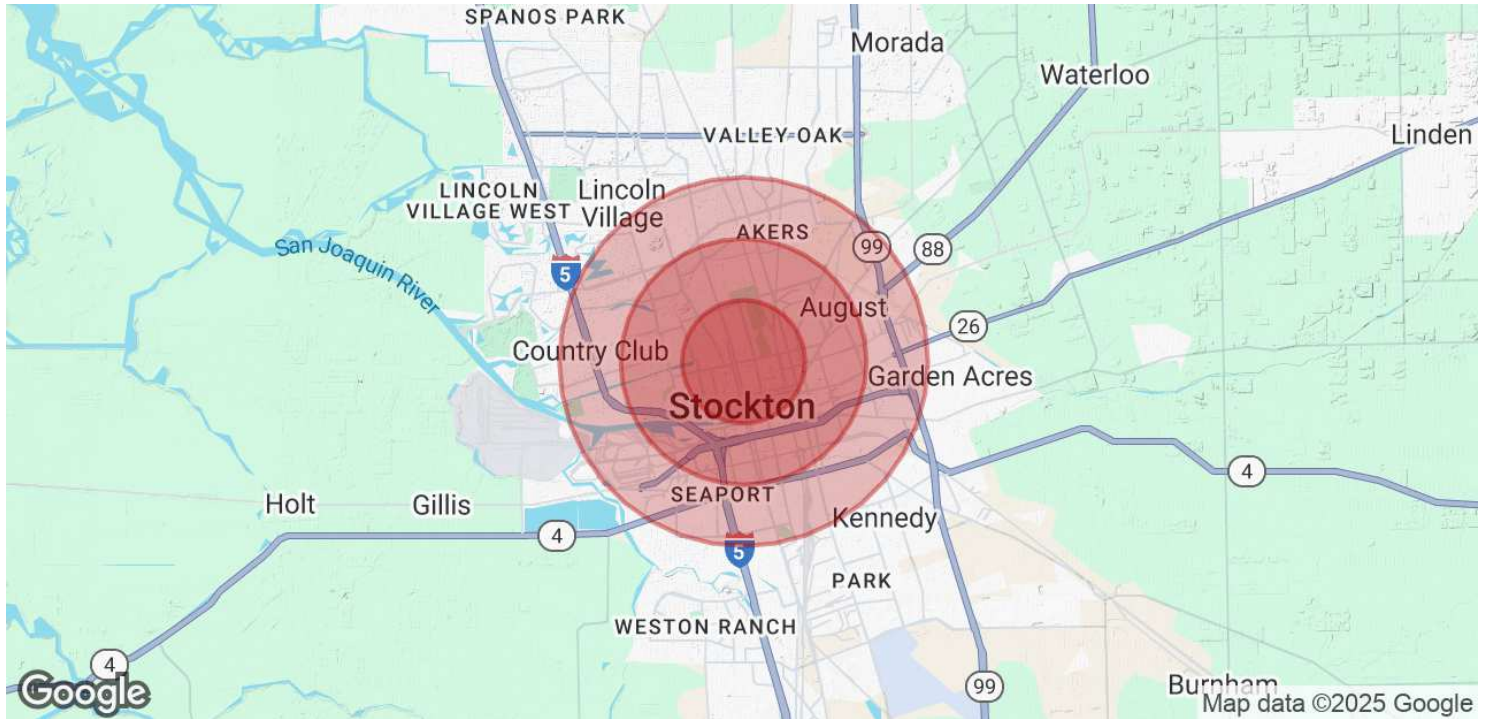 SPANOS PARK
Morada
Waterloo
VALLEY OAK
Linden
LINCOLN
VILLAGE WEST
Lincoln
Village
AKERS
99
88
San Joaquin River
5
August
26
Country Club
Garden Acres
Stockton
4
SEAPORT
Holt
Gillis
Kennedy
4
5
PARK
WESTON RANCH
4
99
Burnham
Google
Map data ©2025 Google